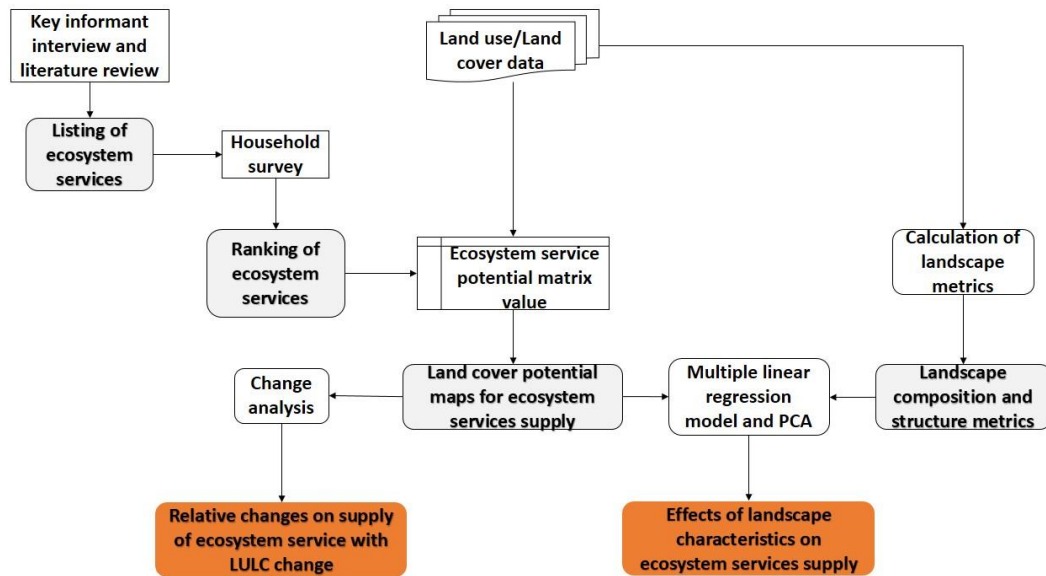 Key informant
interview and
literature review
Land use/Land
cover data
Listing of
ecosystem
services
Household
survey
Ranking of
ecosystem
services
Ecosystem service
potential matrix
value
Calculation of
landscape
metrics
Change
analysis
Land cover potential
maps for ecosystem
services supply
Multiple linear
regression
model and PCA
Landscape
composition and
structure metrics
Relative changes on supply
of ecosystem service with
LULC change
Effects of landscape
characteristics on
ecosystem services supply